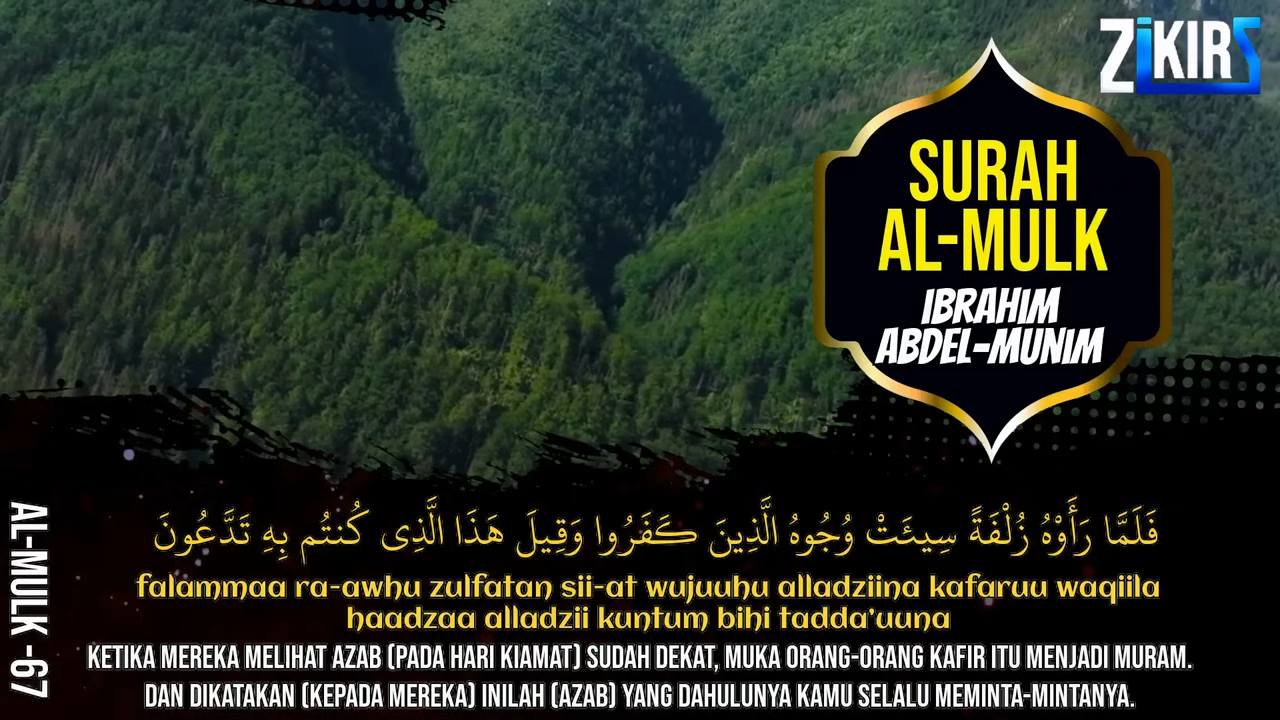 ZiKIRS
SURAH
AL-MULK
IBRAHIM
ABDEL-MUNIM
فَلَمَّا رَأَوْهُ زُلْفَةً سِيئَتْ وُجُوهُ الَّذِينَ كَفَرُوا وَقِيلَ هَذَا الَّذِى كُنتُم بِهِ تَدَّعُونَ
falammaa ra-awhu zulfatan sii-at wujuuhu alladziina kafaruu waqiila
haadzaa alladzii kuntum bihi tadda'uuna
KETIKA MEREKA MELIHAT AZAB (PADA HARI KIAMAT) SUDAH DEKAT, MUKA ORANG-ORANG KAFIR ITU MENJADI MURAM.
DAN DIKATAKAN (KEPADA MEREKA) INILAH (AZAB) YANG DAHULUNYA KAMU SELALU MEMINTA-MINTANYA.
AL-MULK -67